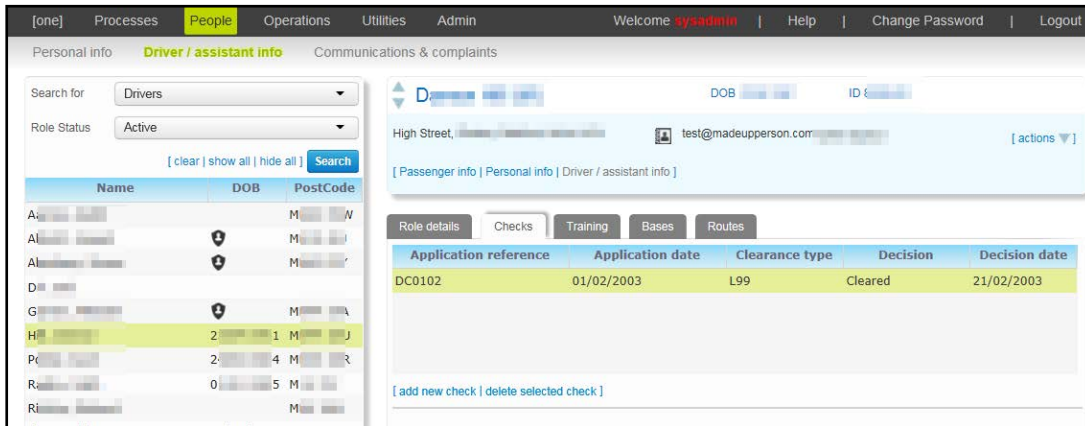 [one] Processes People Operations Utilities Admin Welcome sysadmin | Help | Change Password | Logout
Personal info Driver / assistant info Communications & complaints
Search for Drivers
Role Status Active
[ clear | show all | hide all ] Search
Name DOB PostCode
DOB ID
High Street, test@madeupperson.com [ actions ]
[ Passenger info | Personal info | Driver / assistant info ]
Role details Checks Training Bases Routes
Application reference Application date Clearance type Decision Decision date
DC0102 01/02/2003 L99 Cleared 21/02/2003
[ add new check | delete selected check ]